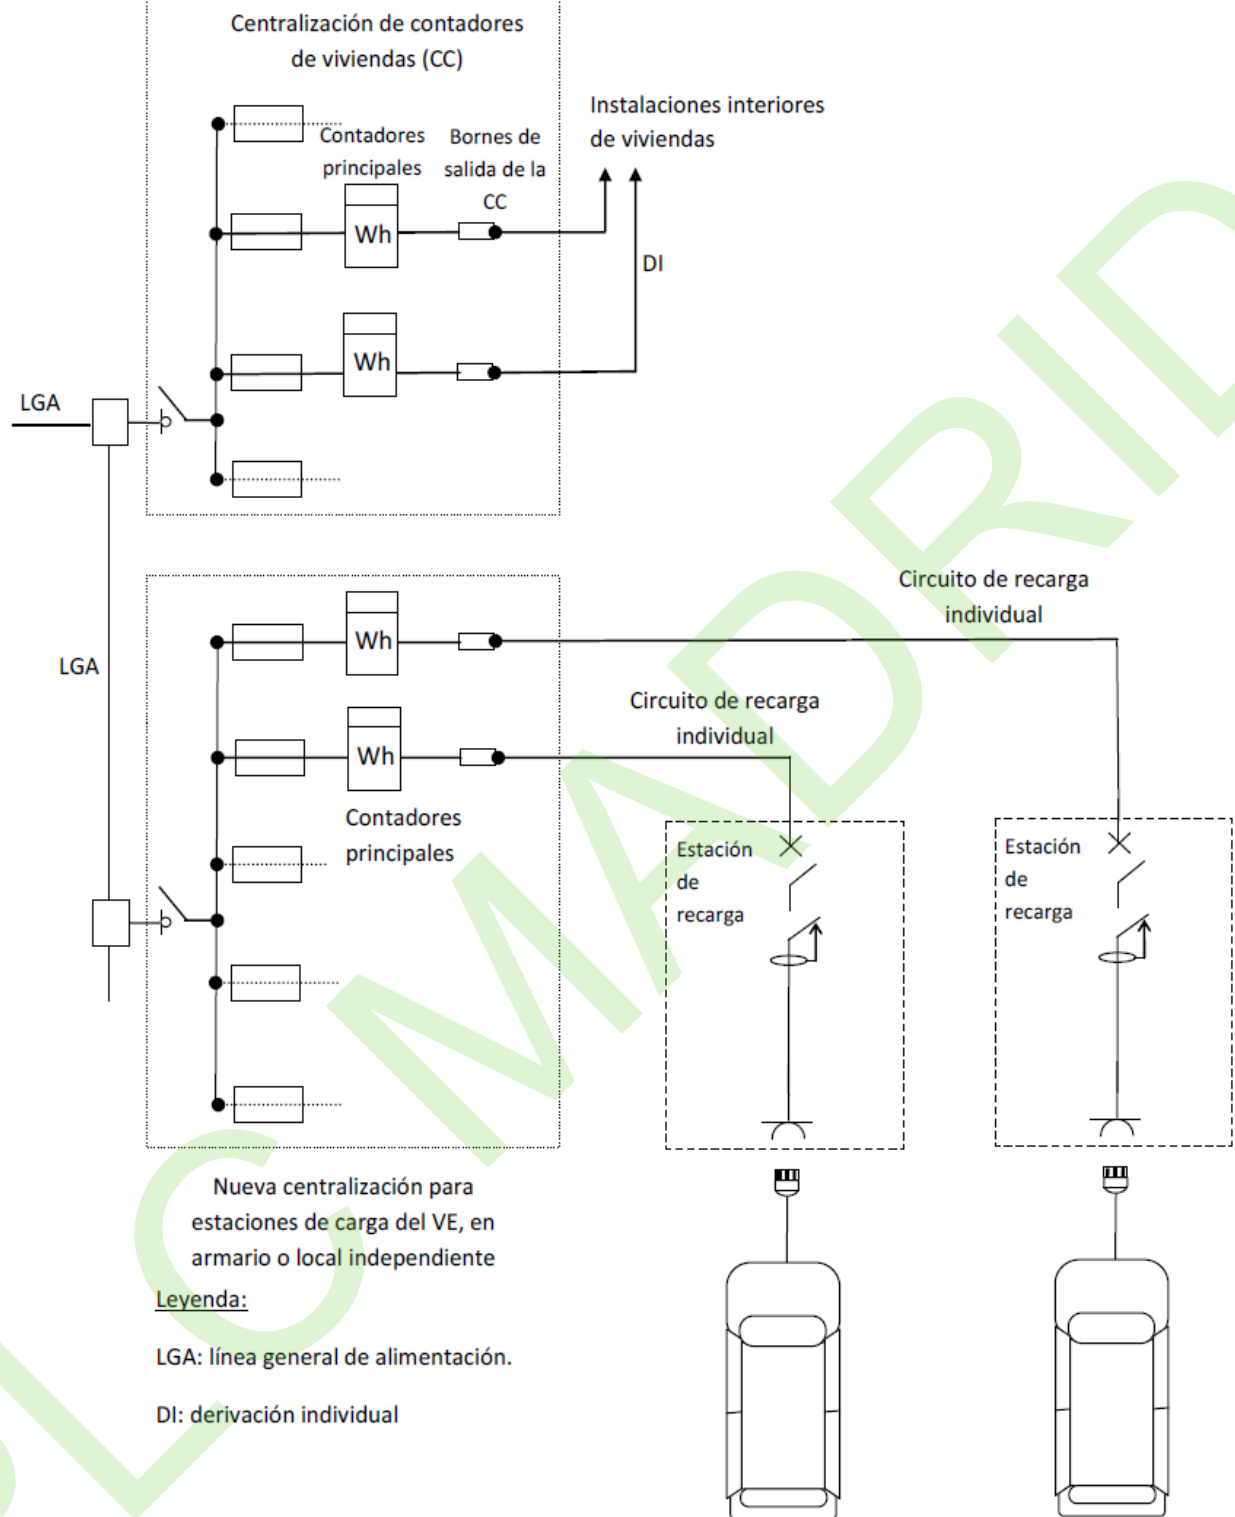 Centralización de contadores
de viviendas (CC)
Instalaciones interiores
de viviendas
Contadores
principales
Bornes de
salida de la
CC
Wh
DI
Wh
LGA
Circuito de recarga
individual
Wh
LGA
Circuito de recarga
individual
Wh
Contadores
principales
Estación
de
recarga
Estación
de
recarga
Nueva centralización para
estaciones de carga del VE, en
armario o local independiente
Leyenda:
LGA: línea general de alimentación.
DI: derivación individual
PLC MADRID